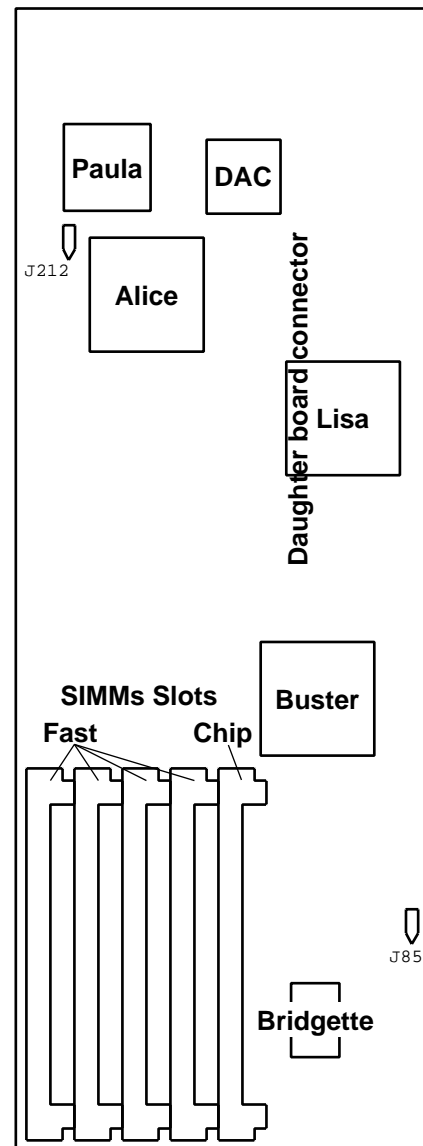 Paula
DAC
J212
Alice
Daughter board connector
Lisa
Buster
SIMMs Slots
Fast
Chip
J85
Bridgette